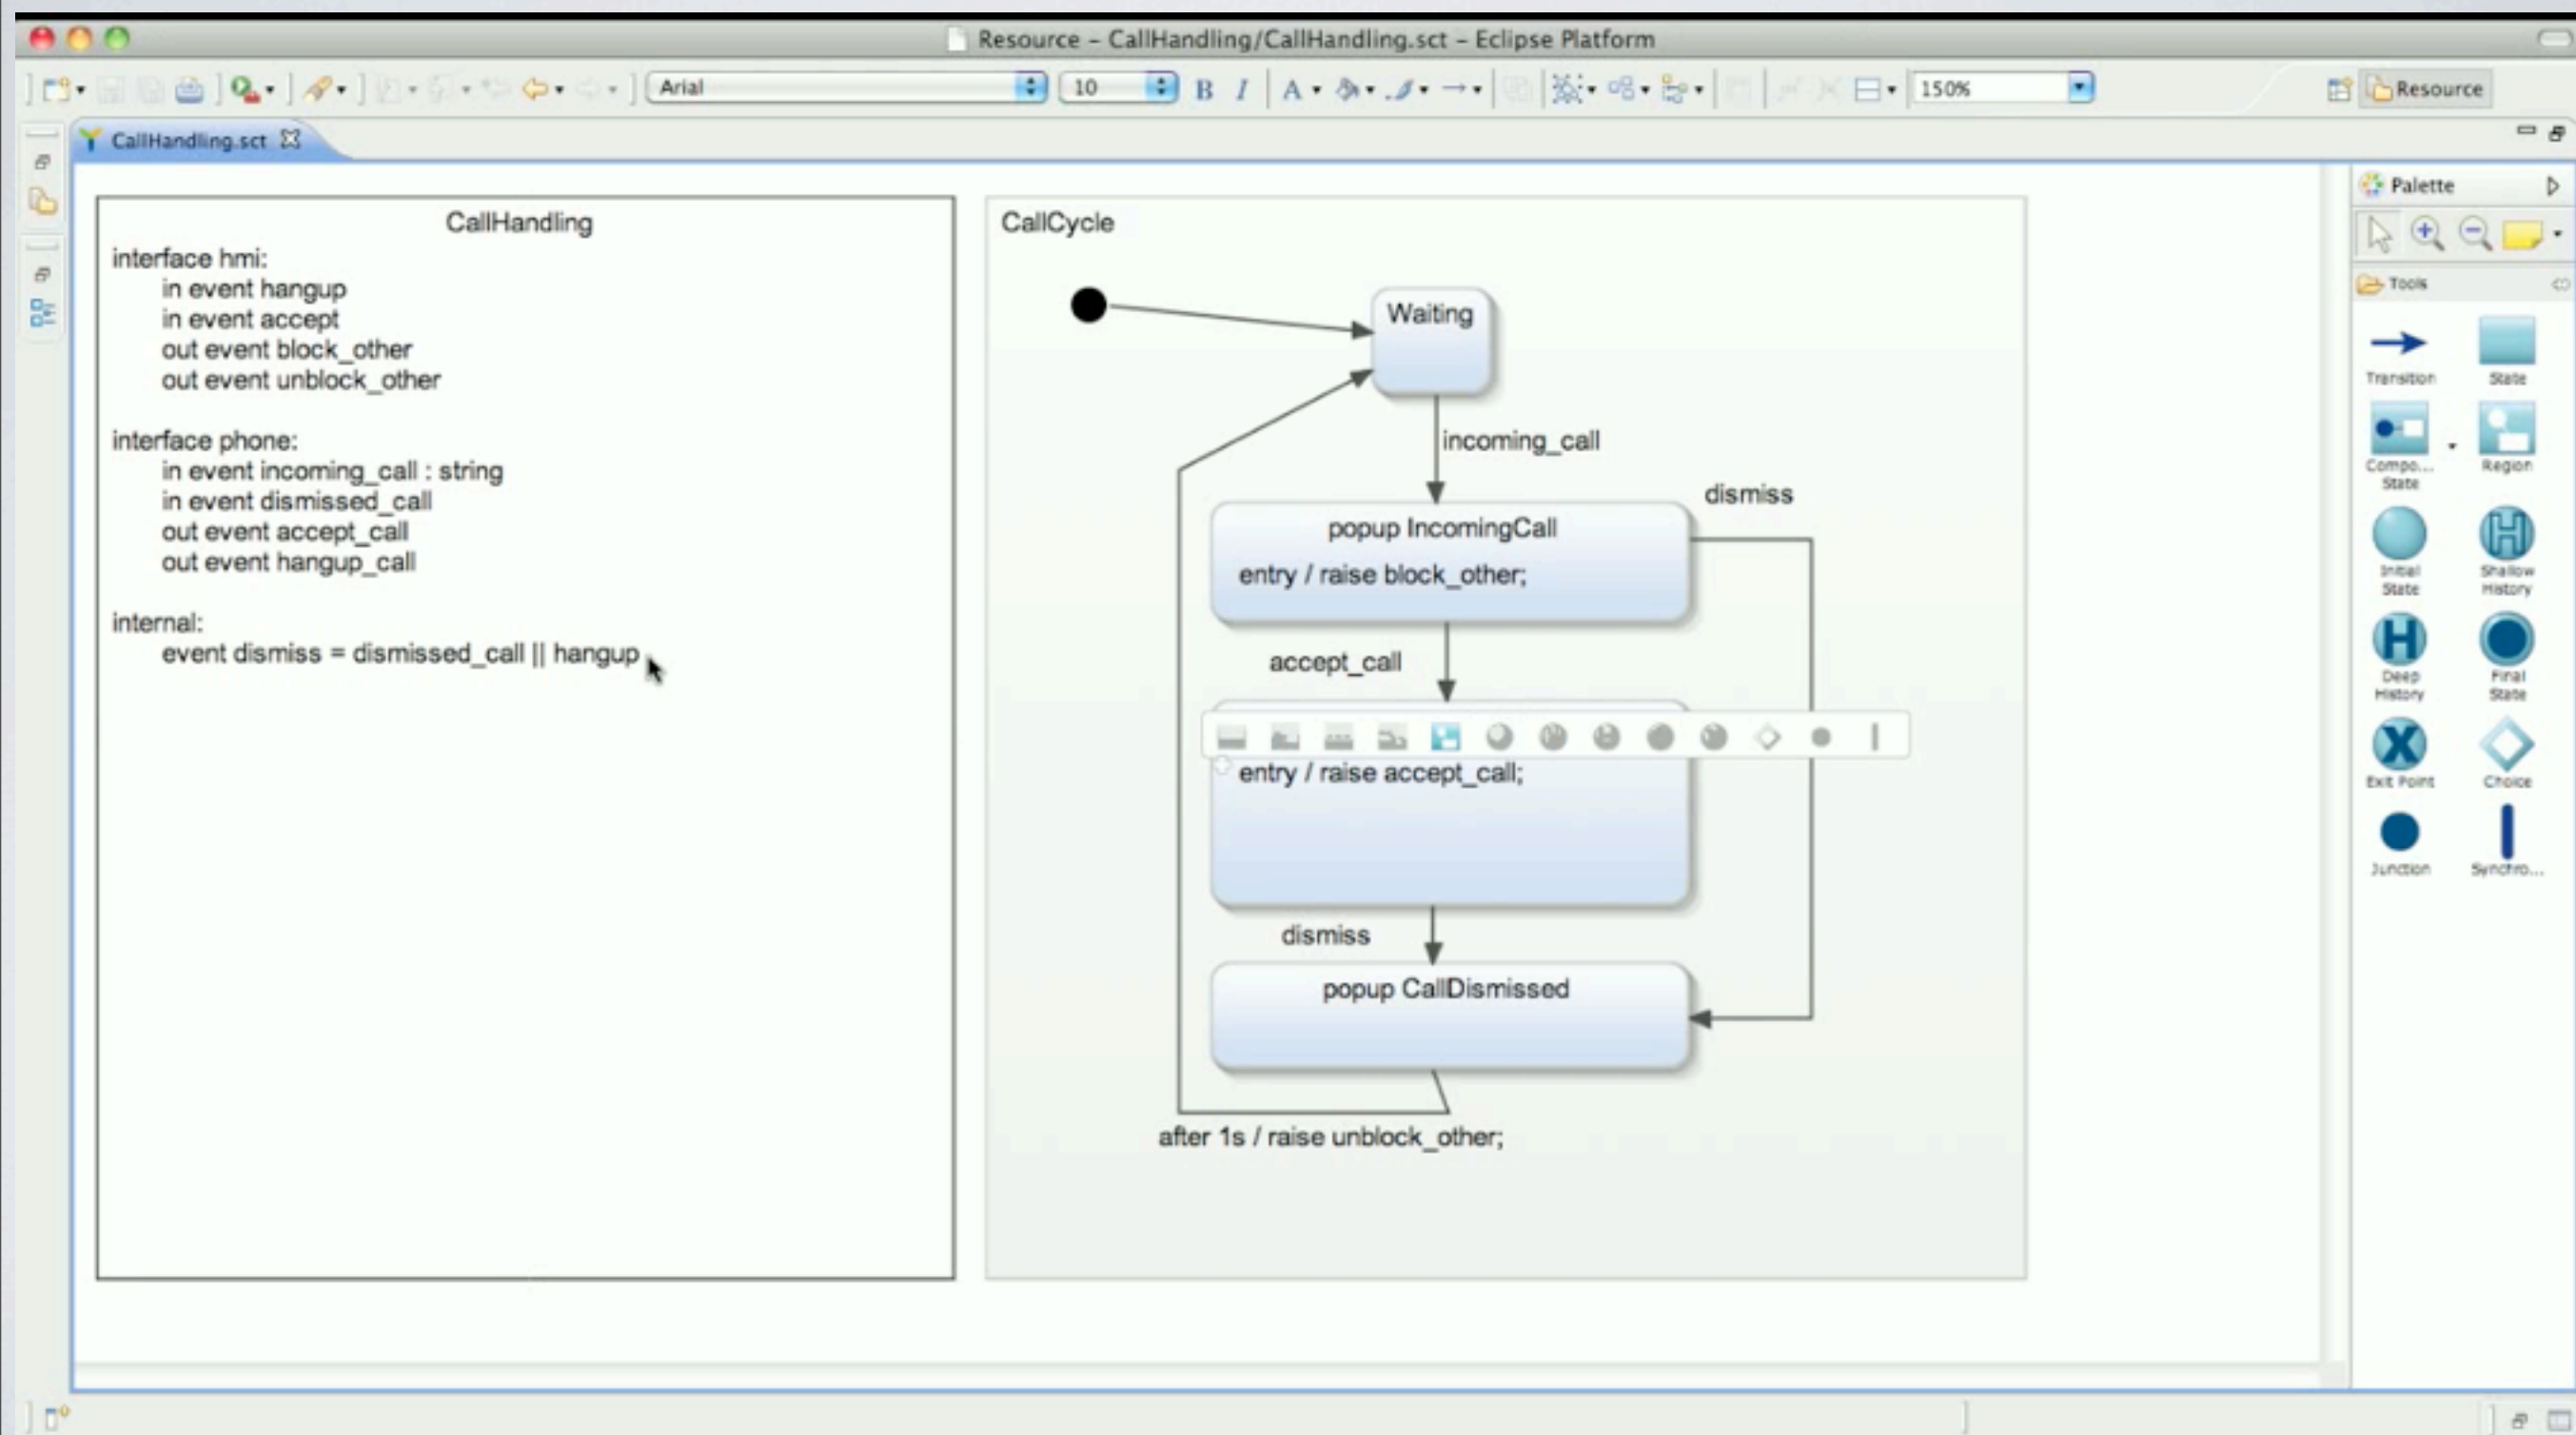 Resource – CallHandling/CallHandling.sct – Eclipse Platform
Arial
10
B I
A
150%
Resource
CallHandling.sct
CallHandling
interface hmi:
in event hangup
in event accept
out event block_other
out event unblock_other
interface phone:
in event incoming_call : string
in event dismissed_call
out event accept_call
out event hangup_call
internal:
event dismiss = dismissed_call || hangup
CallCycle
Waiting
incoming_call
dismiss
popup IncomingCall
entry / raise block_other;
accept_call
entry / raise accept_call;
dismiss
popup CallDismissed
after 1s / raise unblock_other;
Palette
Tools
Transition
State
Compo...
State
Region
Initial
State
Shallow
History
Deep
History
Final
State
Exit Point
Choice
Junction
Synchro...